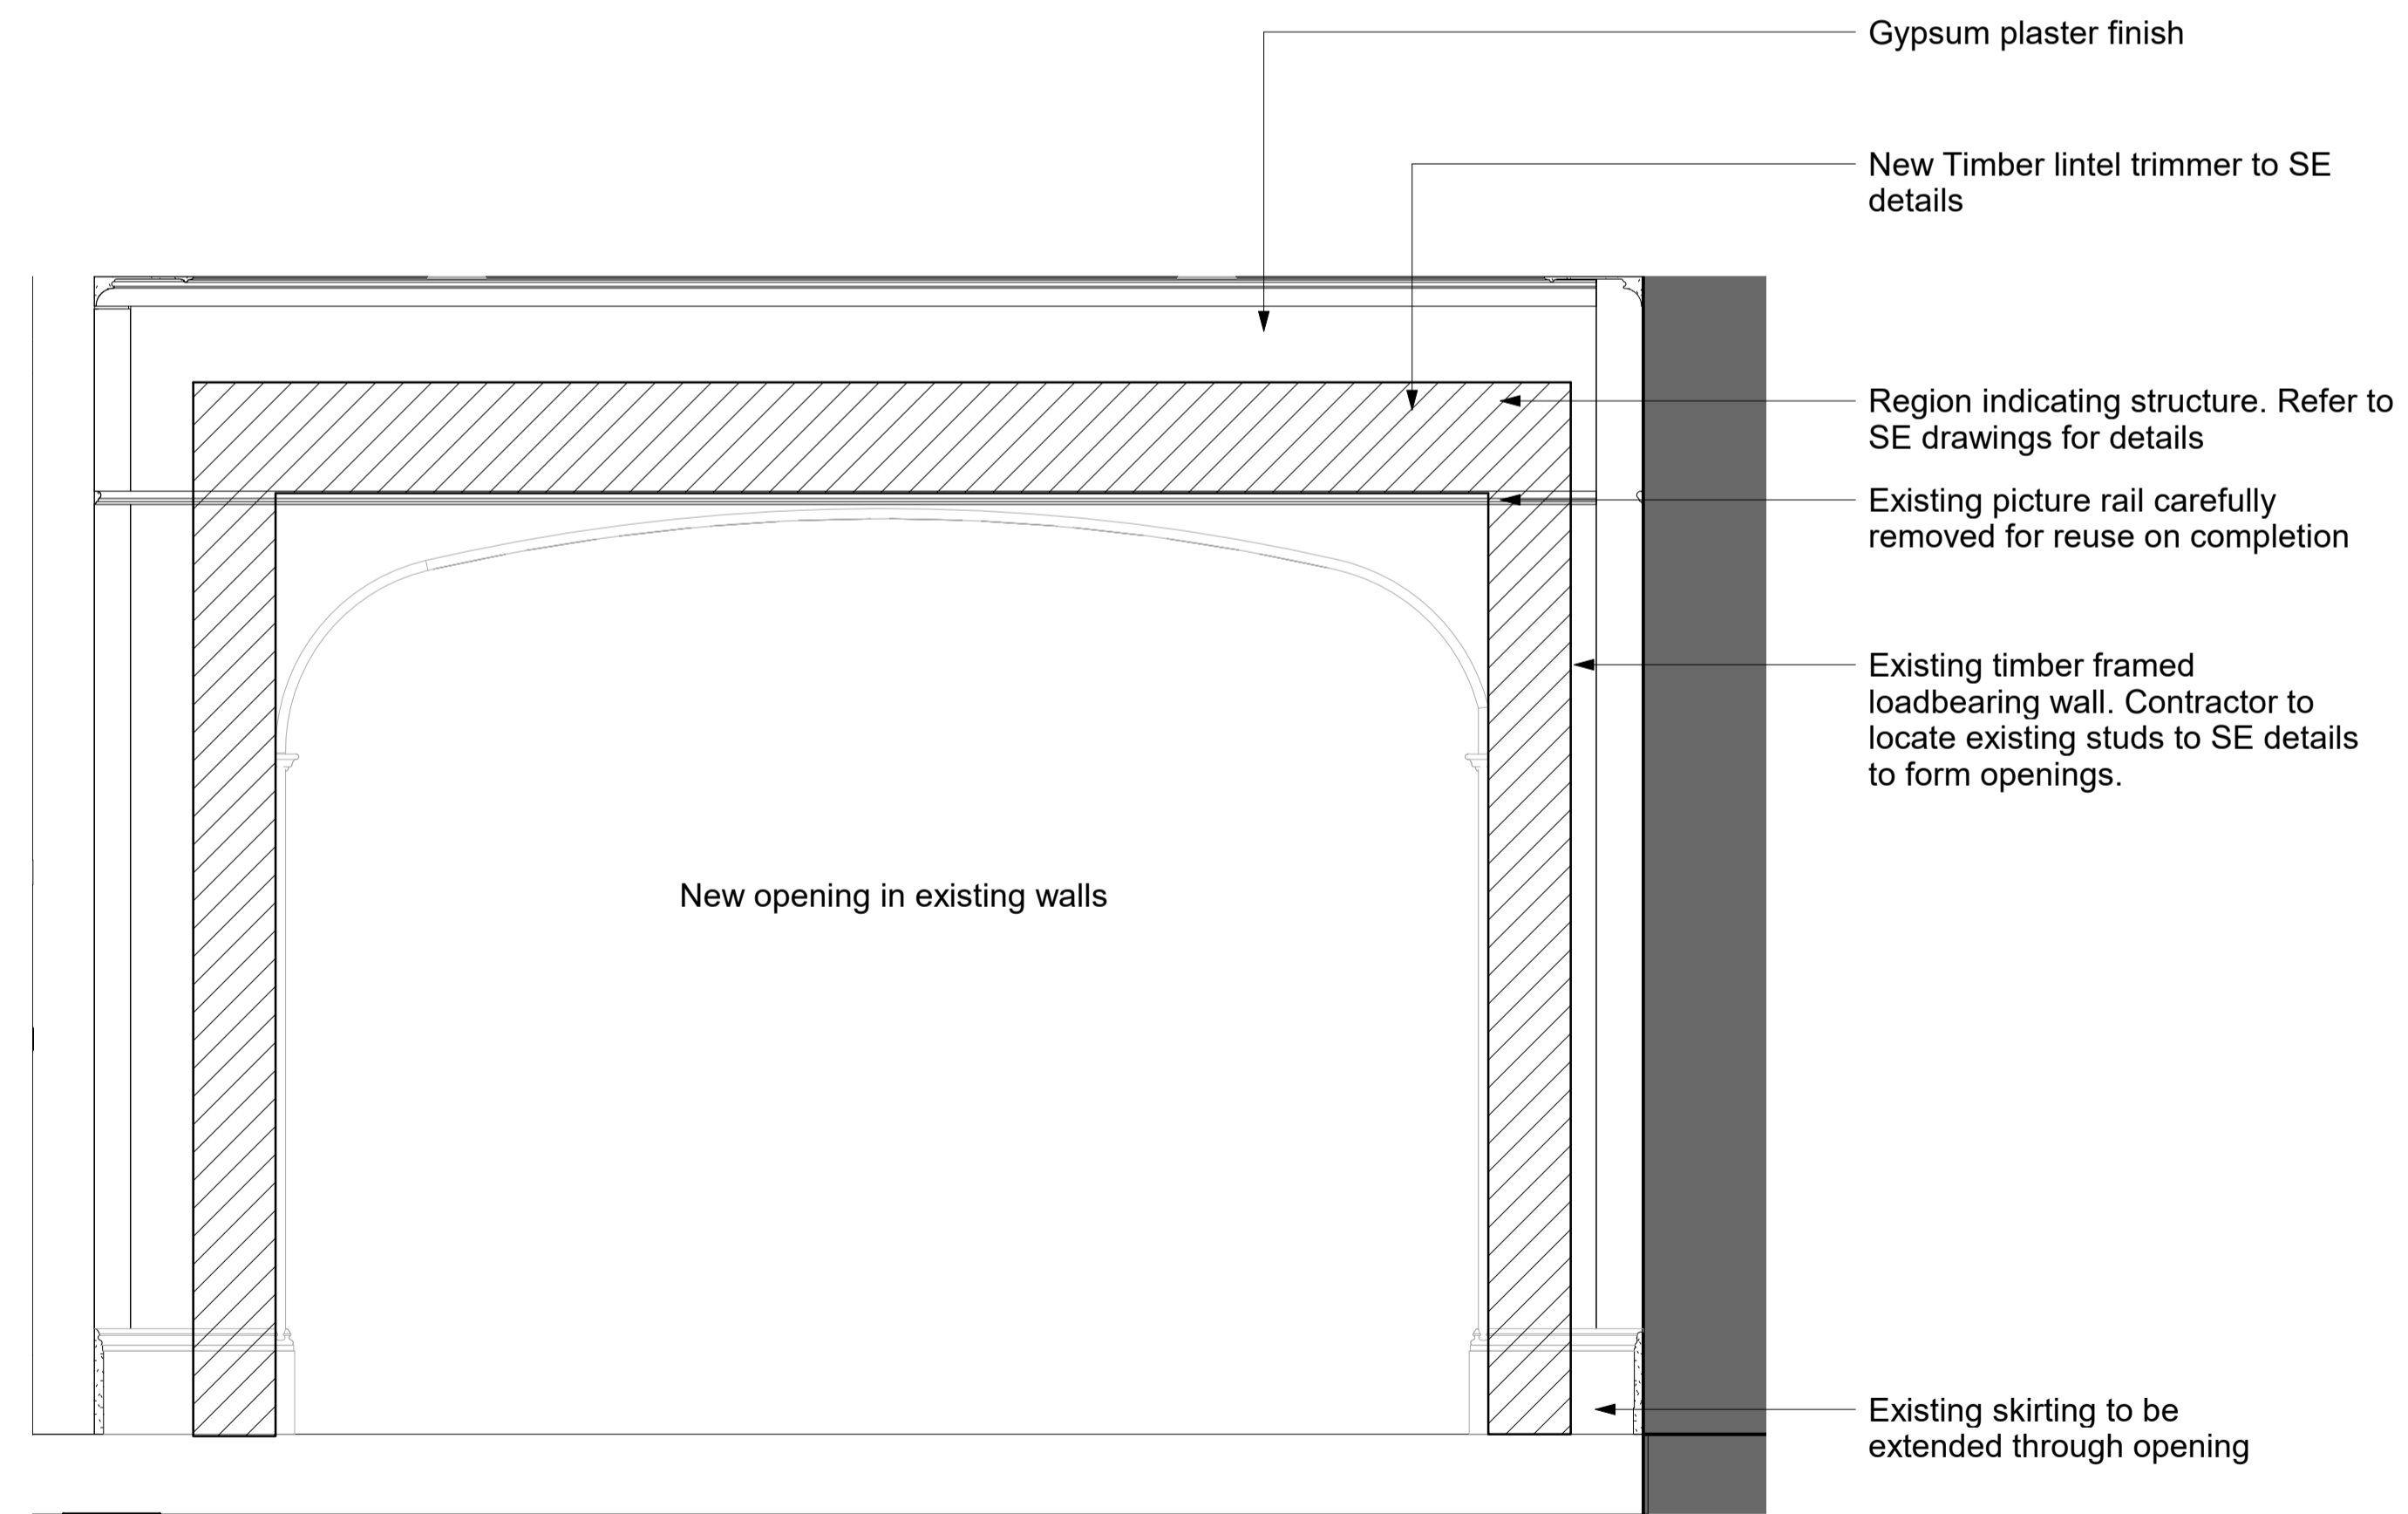 Gypsum plaster finish
New Timber lintel trimmer to SE
details
Region indicating structure. Refer to
SE drawings for details
Existing picture rail carefully
removed for reuse on completion
Existing timber framed
loadbearing wall. Contractor to
locate existing studs to SE details
to form openings.
New opening in existing walls
Existing skirting to be
extended through opening